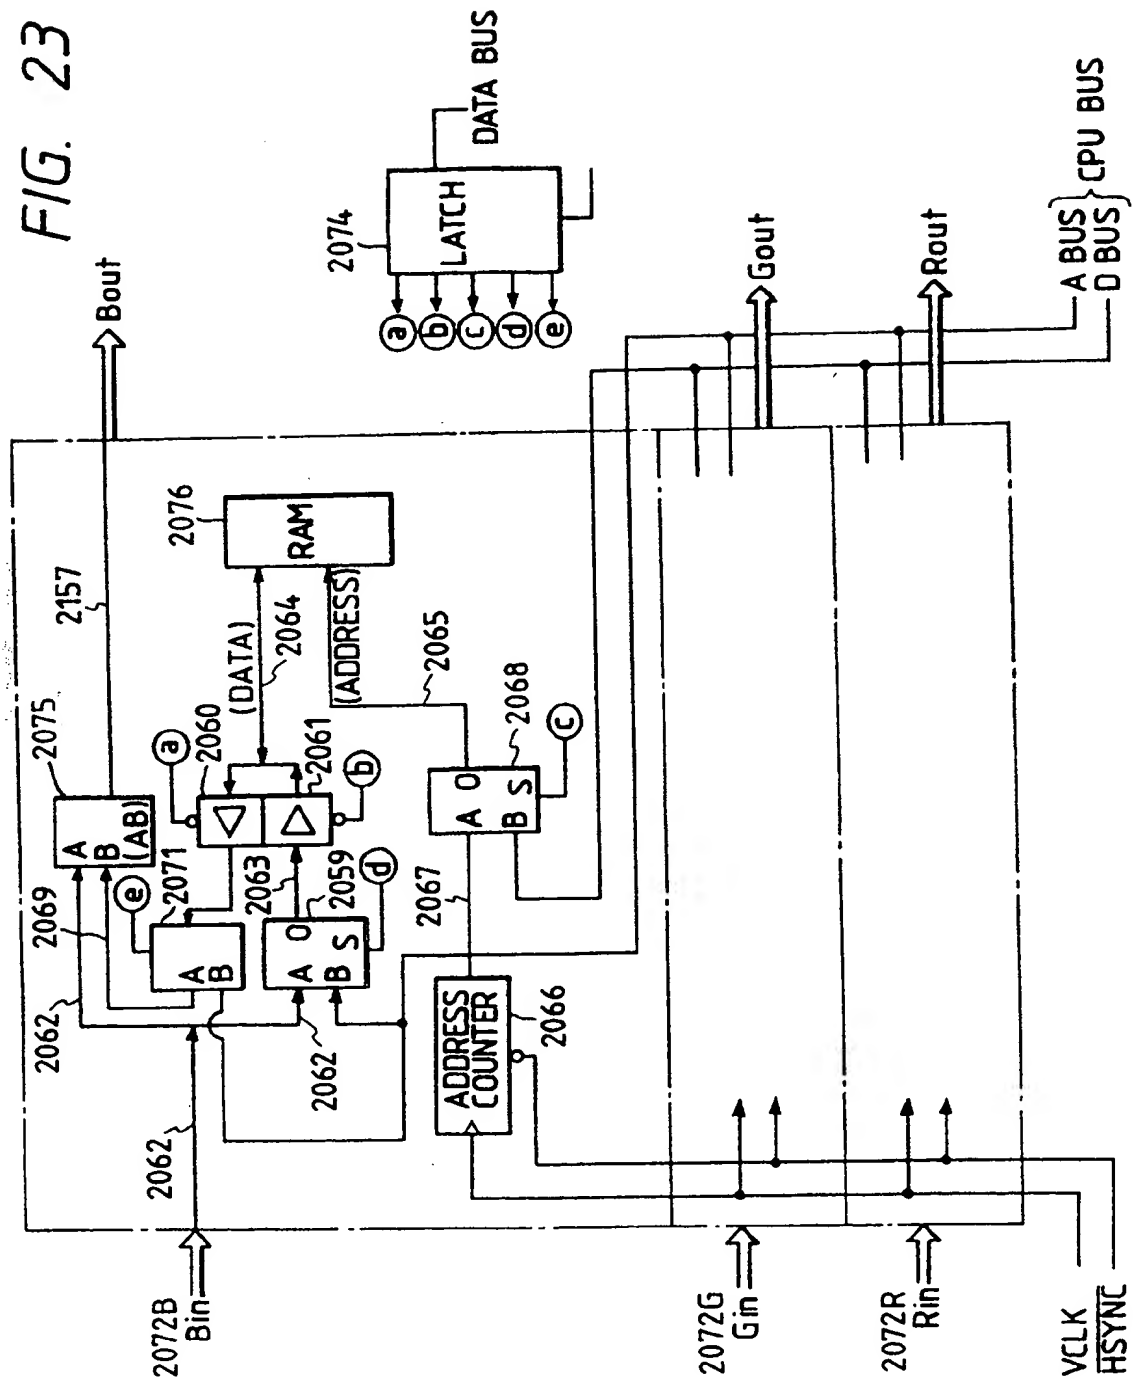 FIG. 23
2072B
Bin
2062
2062
2069
2075
A
B
(AB)
2157
Bout
e
2071
A
B
a
2060
(DATA)
2064
2076
RAM
2062
2063
A
B
O
S
2059
d
2061
b
(ADDRESS)
2065
2074
LATCH
DATA BUS
a
b
c
d
e
ADDRESS
COUNTER
2066
2067
A
B
O
S
2068
c
2072G
Gin
Gout
2072R
Rin
Rout
VCLK
HSYNC
A BUS
D BUS
CPU BUS